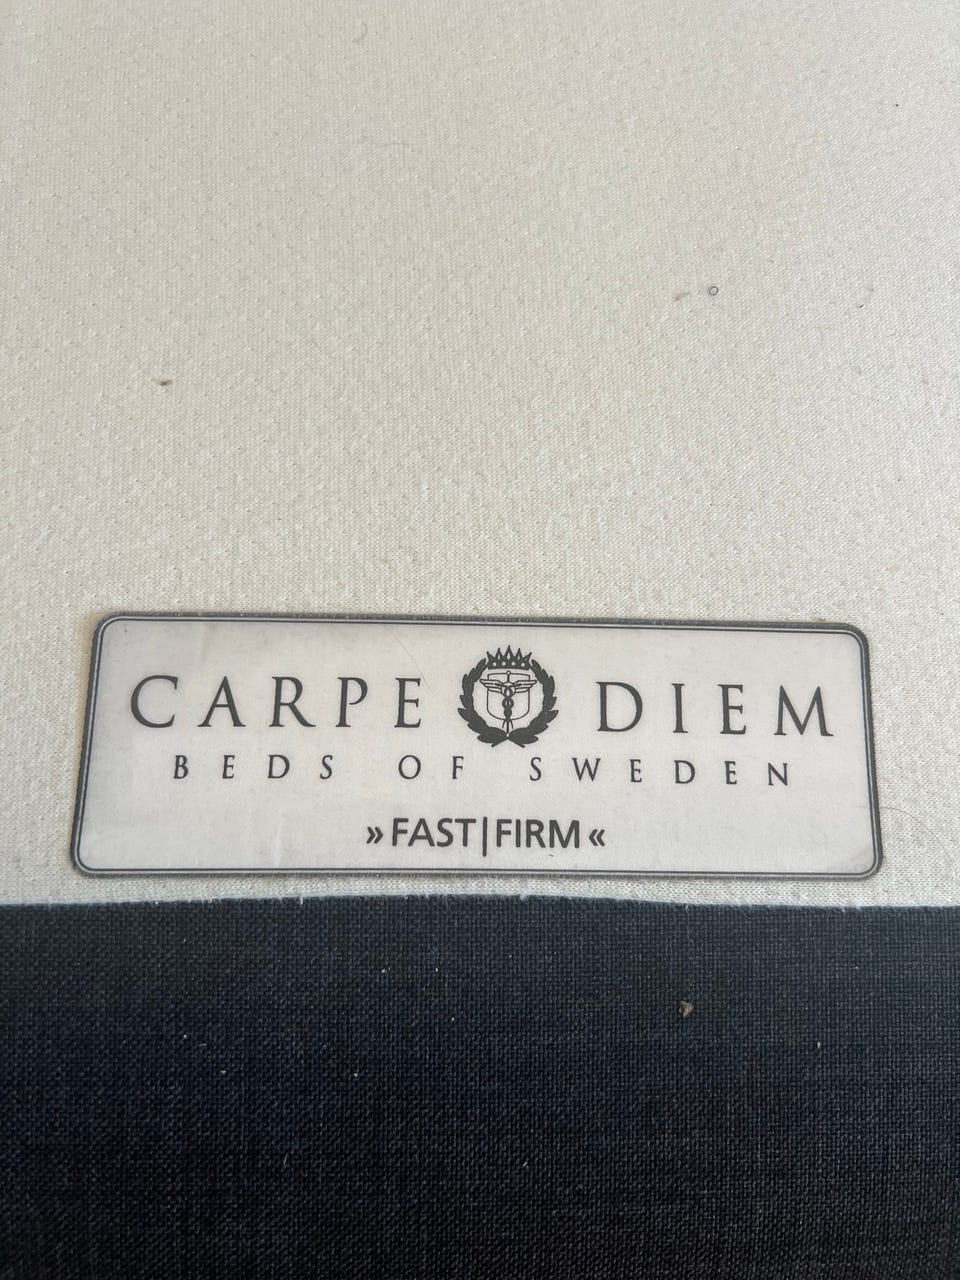 CARPE DIEM
BEDS OF SWEDEN
»FAST|FIRM«